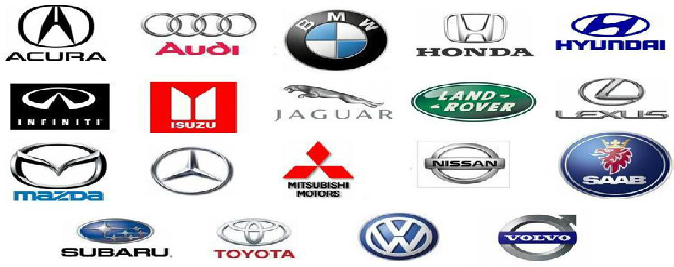 ACURA
Audi
BMW
HONDA
HYUNDAI
INFINITI
ISUZU
JAGUAR
LAND-
-ROVER
LEXUS
mazda
MITSUBISHI
MOTORS
NISSAN
SAAB
SUBARU
TOYOTA
VW
VOLVO